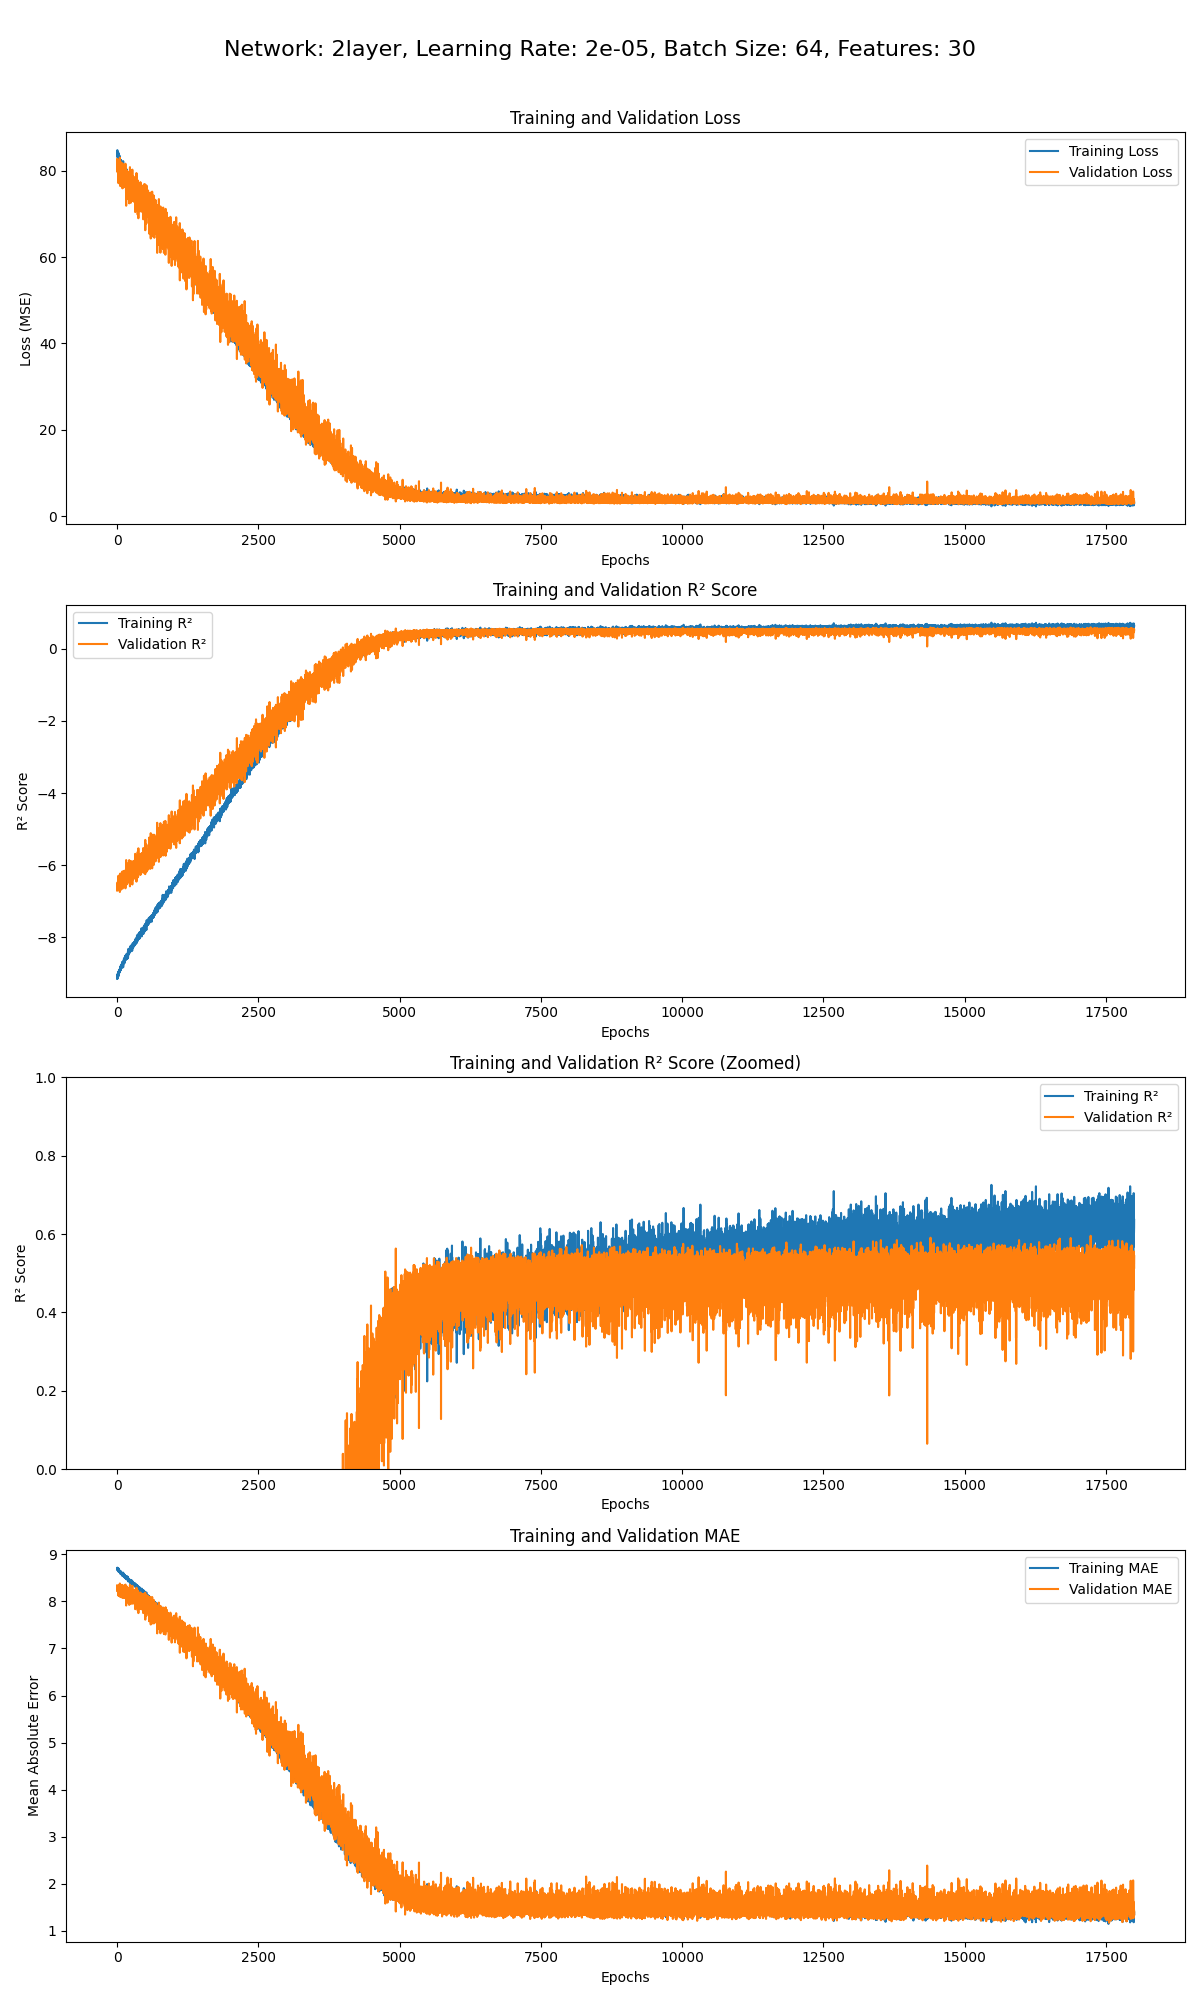 Network: 2layer, Learning Rate: 2e-05, Batch Size: 64, Features: 30
Training and Validation Loss
Training Loss
Validation Loss
80
60
40
20
0
Loss (MSE)
0 2500 5000 7500 10000 12500 15000 17500
Epochs
Training and Validation R² Score
Training R²
Validation R²
0
−2
−4
−6
−8
R² Score
0 2500 5000 7500 10000 12500 15000 17500
Epochs
Training and Validation R² Score (Zoomed)
Training R²
Validation R²
1.0
0.8
0.6
0.4
0.2
0.0
R² Score
0 2500 5000 7500 10000 12500 15000 17500
Epochs
Training and Validation MAE
Training MAE
Validation MAE
9
8
7
6
5
4
3
2
1
Mean Absolute Error
0 2500 5000 7500 10000 12500 15000 17500
Epochs